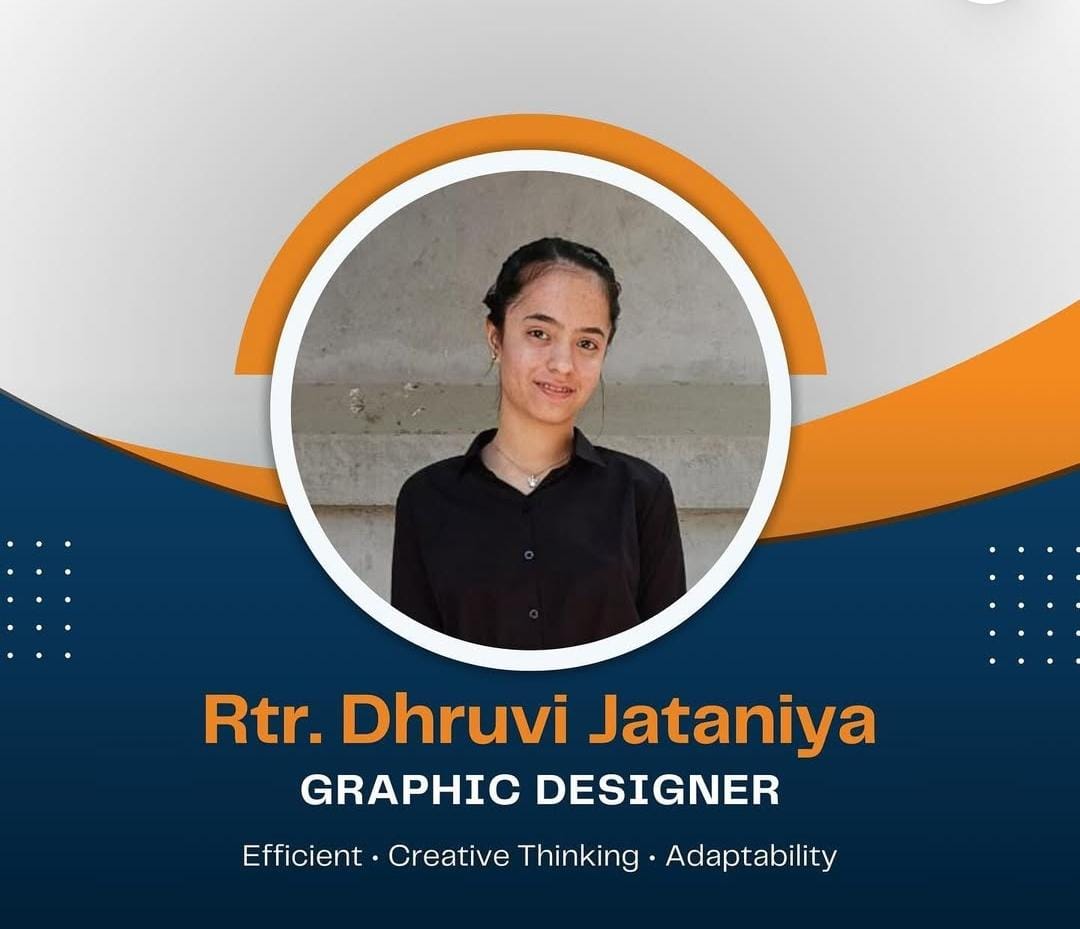 Rtr. Dhruvi Jataniya
GRAPHIC DESIGNER
Efficient • Creative Thinking • Adaptability